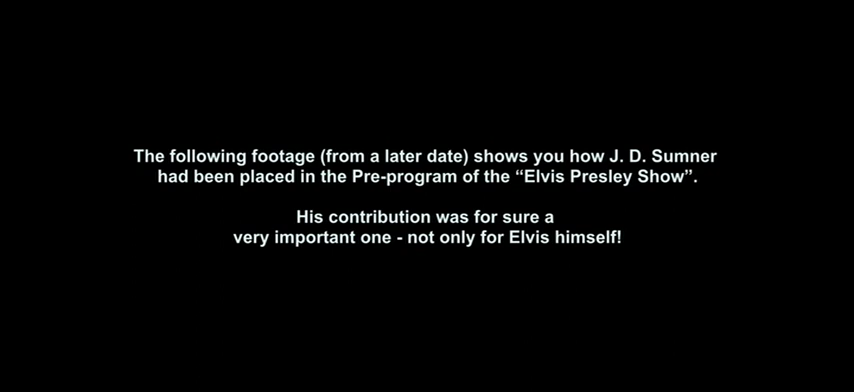 The following footage (from a later date) shows you how J. D. Sumner
had been placed in the Pre-program of the “Elvis Presley Show”.
His contribution was for sure a
very important one - not only for Elvis himself!